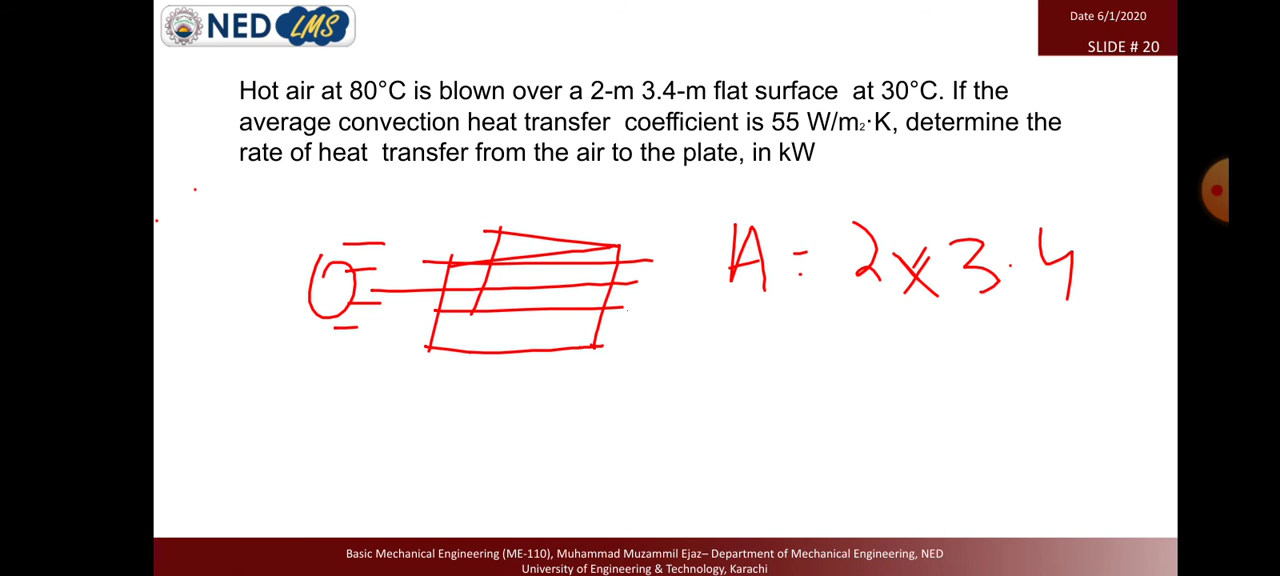 NED LMS
Date 6/1/2020
SLIDE # 20
Hot air at 80°C is blown over a 2-m 3.4-m flat surface at 30°C. If the
average convection heat transfer coefficient is 55 W/m2·K, determine the
rate of heat transfer from the air to the plate, in kW
A = 2 x 3.4
Basic Mechanical Engineering (ME-110), Muhammad Muzammil Ejaz– Department of Mechanical Engineering, NED
University of Engineering & Technology, Karachi